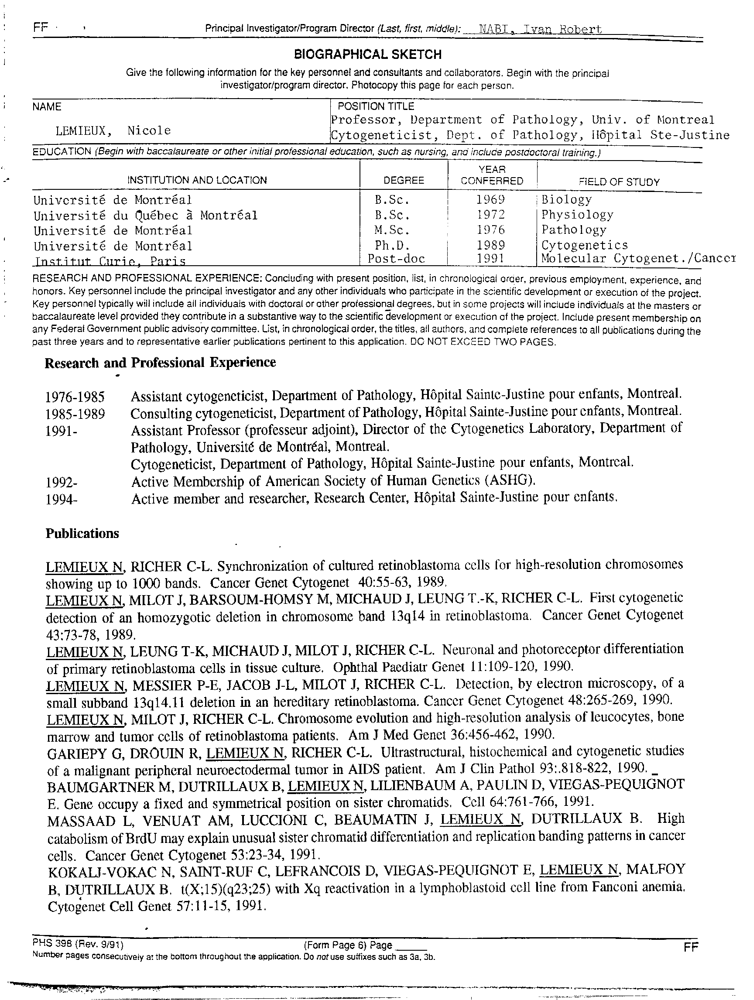 FF
Principal Investigator/Program Director (Last, first, middle): NABI, Ivan Robert
BIOGRAPHICAL SKETCH
Give the following information for the key personnel and consultants and collaborators. Begin with the principal
investigator/program director. Photocopy this page for each person.
NAME
POSITION TITLE
LEMIEUX, Nicole
Professor, Department of Pathology, Univ. of Montreal
Cytogeneticist, Dept. of Pathology, Hôpital Ste-Justine
EDUCATION (Begin with baccalaureate or other initial professional education, such as nursing, and include postdoctoral training.)
INSTITUTION AND LOCATION DEGREE YEAR CONFERRED FIELD OF STUDY
Université de Montréal B.Sc. 1969 Biology
Université du Québec à Montréal B.Sc. 1972 Physiology
Université de Montréal M.Sc. 1976 Pathology
Université de Montréal Ph.D. 1989 Cytogenetics
Institut Curie, Paris Post-doc 1991 Molecular Cytogenet./Cancer
RESEARCH AND PROFESSIONAL EXPERIENCE: Concluding with present position, list, in chronological order, previous employment, experience, and
honors. Key personnel include the principal investigator and any other individuals who participate in the scientific development or execution of the project.
Key personnel typically will include all individuals with doctoral or other professional degrees, but in some projects will include individuals at the masters or
baccalaureate level provided they contribute in a substantive way to the scientific development or execution of the project. Include present membership on
any Federal Government public advisory committee. List, in chronological order, the titles, all authors, and complete references to all publications during the
past three years and to representative earlier publications pertinent to this application. DO NOT EXCEED TWO PAGES.
Research and Professional Experience
1976-1985 Assistant cytogeneticist, Department of Pathology, Hôpital Sainte-Justine pour enfants, Montreal.
1985-1989 Consulting cytogeneticist, Department of Pathology, Hôpital Sainte-Justine pour enfants, Montreal.
1991- Assistant Professor (professeur adjoint), Director of the Cytogenetics Laboratory, Department of
Pathology, Université de Montréal, Montreal.
Cytogeneticist, Department of Pathology, Hôpital Sainte-Justine pour enfants, Montreal.
1992- Active Membership of American Society of Human Genetics (ASHG).
1994- Active member and researcher, Research Center, Hôpital Sainte-Justine pour enfants.
Publications
LEMIEUX N, RICHER C-L. Synchronization of cultured retinoblastoma cells for high-resolution chromosomes
showing up to 1000 bands. Cancer Genet Cytogenet 40:55-63, 1989.
LEMIEUX N, MILOT J, BARSOUM-HOMSY M, MICHAUD J, LEUNG T.-K, RICHER C-L. First cytogenetic
detection of an homozygotic deletion in chromosome band 13q14 in retinoblastoma. Cancer Genet Cytogenet
43:73-78, 1989.
LEMIEUX N, LEUNG T-K, MICHAUD J, MILOT J, RICHER C-L. Neuronal and photoreceptor differentiation
of primary retinoblastoma cells in tissue culture. Ophthal Paediatr Genet 11:109-120, 1990.
LEMIEUX N, MESSIER P-E, JACOB J-L, MILOT J, RICHER C-L. Detection, by electron microscopy, of a
small subband 13q14.11 deletion in an hereditary retinoblastoma. Cancer Genet Cytogenet 48:265-269, 1990.
LEMIEUX N, MILOT J, RICHER C-L. Chromosome evolution and high-resolution analysis of leucocytes, bone
marrow and tumor cells of retinoblastoma patients. Am J Med Genet 36:456-462, 1990.
GARIEPY G, DROUIN R, LEMIEUX N, RICHER C-L. Ultrastructural, histochemical and cytogenetic studies
of a malignant peripheral neuroectodermal tumor in AIDS patient. Am J Clin Pathol 93:.818-822, 1990.
BAUMGARTNER M, DUTRILLAUX B, LEMIEUX N, LILIENBAUM A, PAULIN D, VIEGAS-PEQUIGNOT
E. Gene occupy a fixed and symmetrical position on sister chromatids. Cell 64:761-766, 1991.
MASSAAD L, VENUAT AM, LUCCIONI C, BEAUMATIN J, LEMIEUX N, DUTRILLAUX B. High
catabolism of BrdU may explain unusual sister chromatid differentiation and replication banding patterns in cancer
cells. Cancer Genet Cytogenet 53:23-34, 1991.
KOKALJ-VOKAC N, SAINT-RUF C, LEFRANCOIS D, VIEGAS-PEQUIGNOT E, LEMIEUX N, MALFOY
B, DUTRILLAUX B. t(X;15)(q23;25) with Xq reactivation in a lymphoblastoid cell line from Fanconi anemia.
Cytogenet Cell Genet 57:11-15, 1991.
PHS 398 (Rev. 9/91) (Form Page 6) Page FF
Number pages consecutively at the bottom throughout the application. Do not use suffixes such as 3a, 3b.